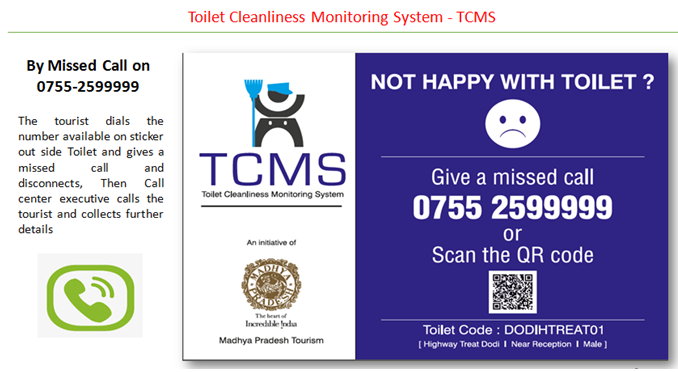 Toilet Cleanliness Monitoring System - TCMS
By Missed Call on
0755-2599999
The tourist dials the
number available on sticker
out side Toilet and gives a
missed call and
disconnects, Then Call
center executive calls the
tourist and collects further
details
TCMS
Toilet Cleanliness Monitoring System
An initiative of
MADHYA PRADESH
The heart of
Incredible India
Madhya Pradesh Tourism
NOT HAPPY WITH TOILET ?
Give a missed call
0755 2599999
or
Scan the QR code
Toilet Code : DODIHTREAT01
[ Highway Treat Dodi I Near Reception I Male ]